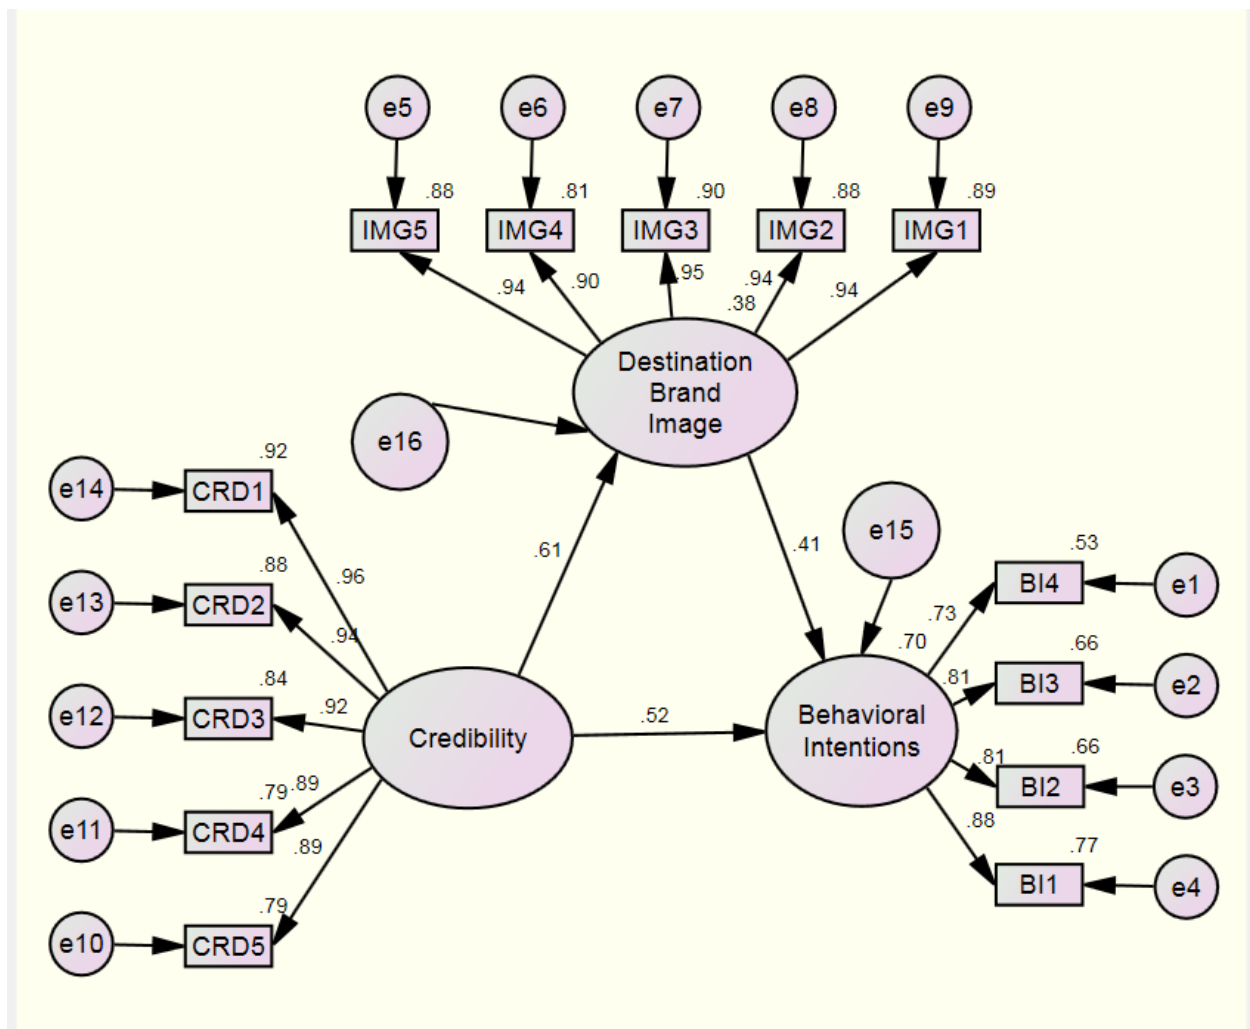 e5
e6
e7
e8
e9
.88
.81
.90
.88
.89
IMG5
IMG4
IMG3
IMG2
IMG1
.94
.90
.95
.94
.38
.94
Destination
Brand
Image
e16
.92
e14
CRD1
.61
.41
e15
.88
.96
e13
CRD2
.94
.53
BI4
e1
.73
.70
.66
.84
e12
CRD3
.92
.81
BI3
e2
Credibility
.52
Behavioral
Intentions
.66
.81
BI2
e3
.79
.89
e11
CRD4
.89
.88
.77
BI1
e4
.79
e10
CRD5